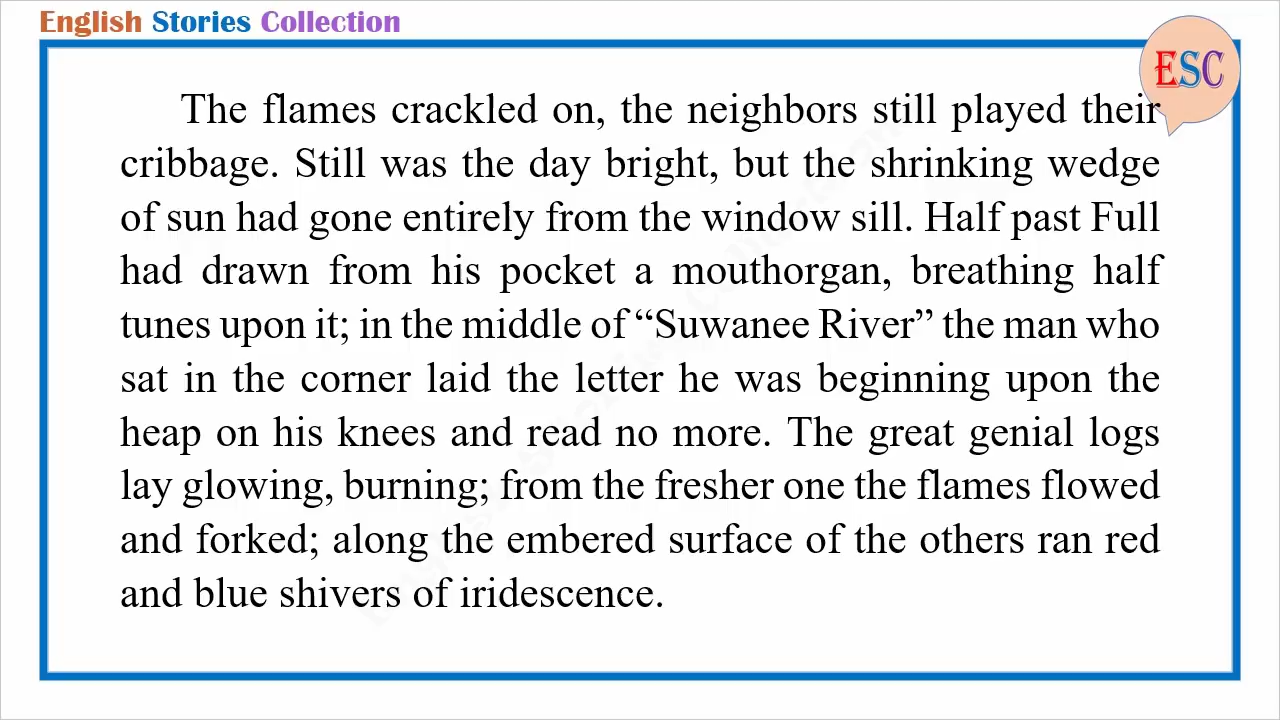 English Stories Collection
ESC
The flames crackled on, the neighbors still played their
cribbage. Still was the day bright, but the shrinking wedge
of sun had gone entirely from the window sill. Half past Full
had drawn from his pocket a mouthorgan, breathing half
tunes upon it; in the middle of “Suwanee River” the man who
sat in the corner laid the letter he was beginning upon the
heap on his knees and read no more. The great genial logs
lay glowing, burning; from the fresher one the flames flowed
and forked; along the embered surface of the others ran red
and blue shivers of iridescence.